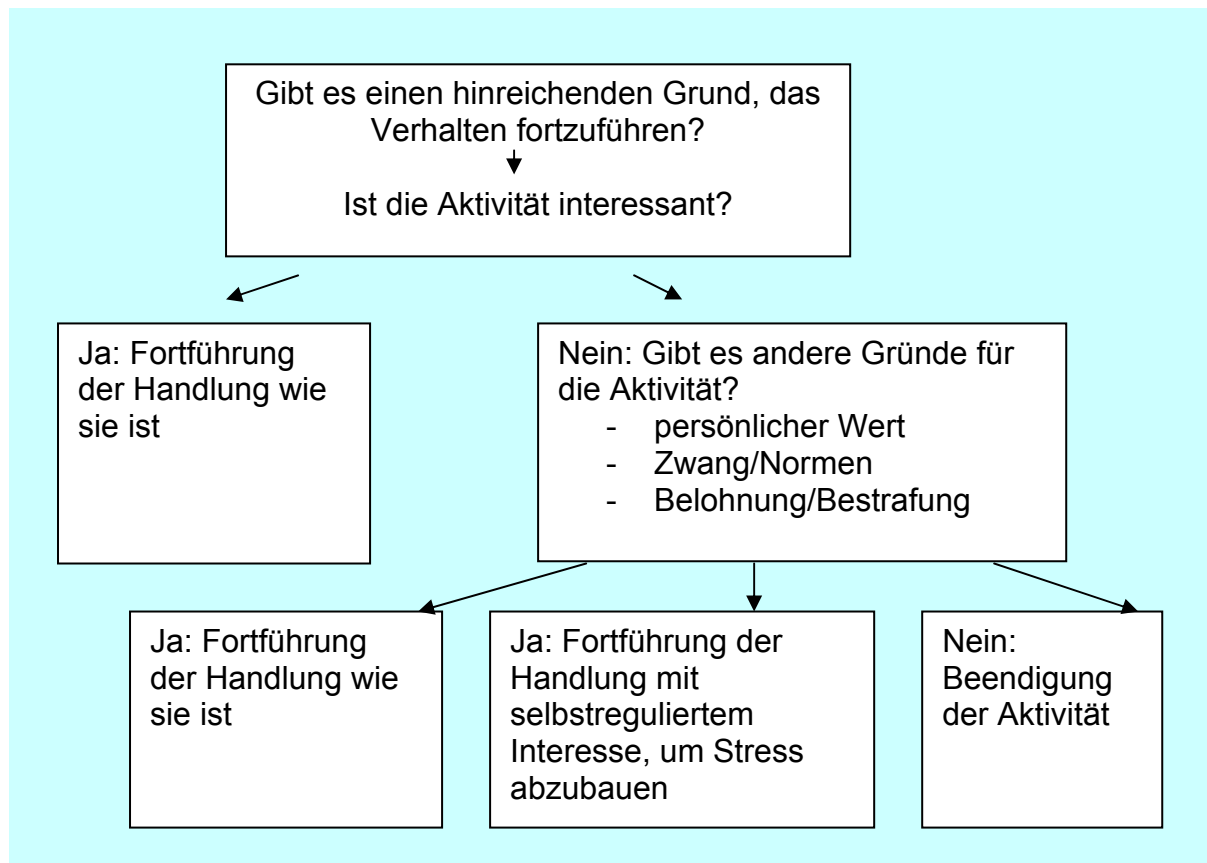 Gibt es einen hinreichenden Grund, das
Verhalten fortzuführen?
Ist die Aktivität interessant?
Ja: Fortführung
der Handlung wie
sie ist
Nein: Gibt es andere Gründe für
die Aktivität?
- persönlicher Wert
- Zwang/Normen
- Belohnung/Bestrafung
Ja: Fortführung
der Handlung wie
sie ist
Ja: Fortführung der
Handlung mit
selbstreguliertem
Interesse, um Stress
abzubauen
Nein:
Beendigung
der Aktivität